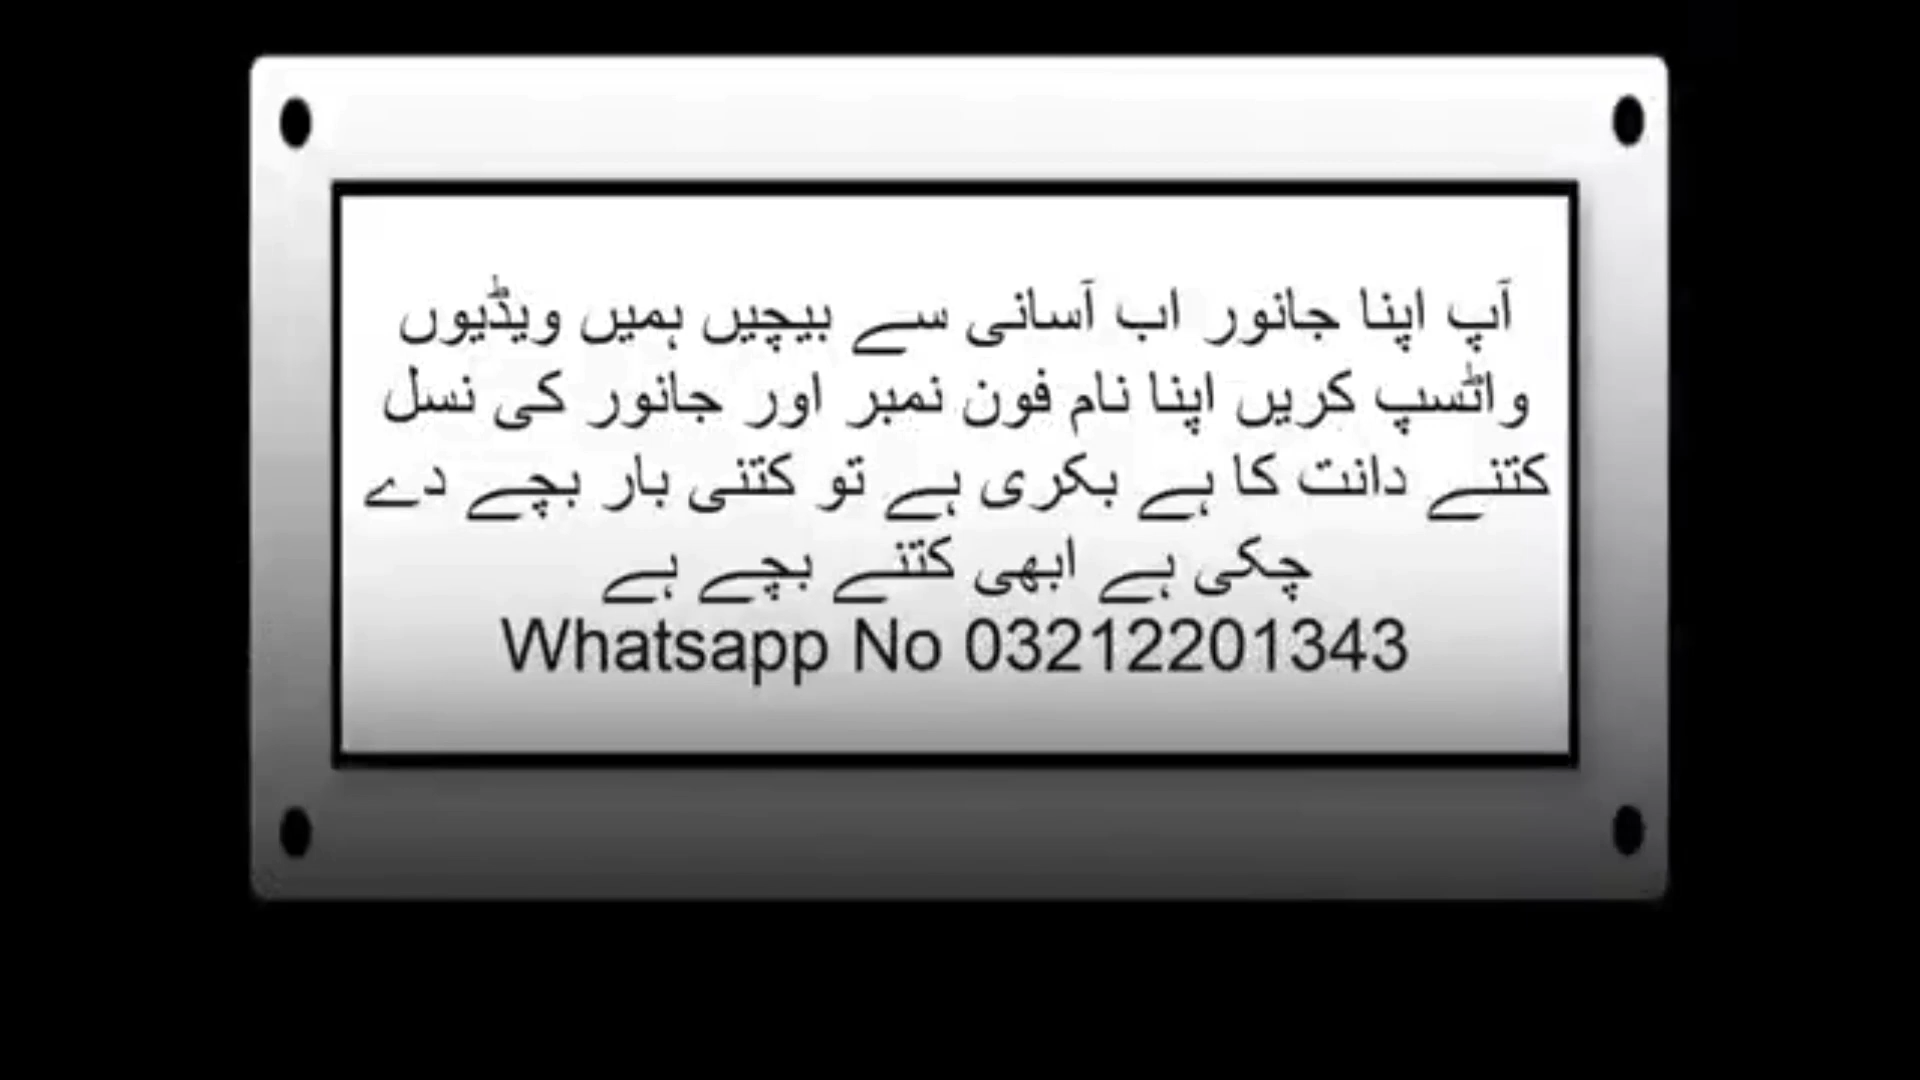 آپ اپنا جانور اب آسانی سے بیچیں ہمیں ویڈیوں
واٹسپ کریں اپنا نام فون نمبر اور جانور کی نسل
کتنے دانت کا ہے بکری ہے تو کتنی بار بچے دے
چکی ہے ابھی کتنے بچے ہے
Whatsapp No 03212201343